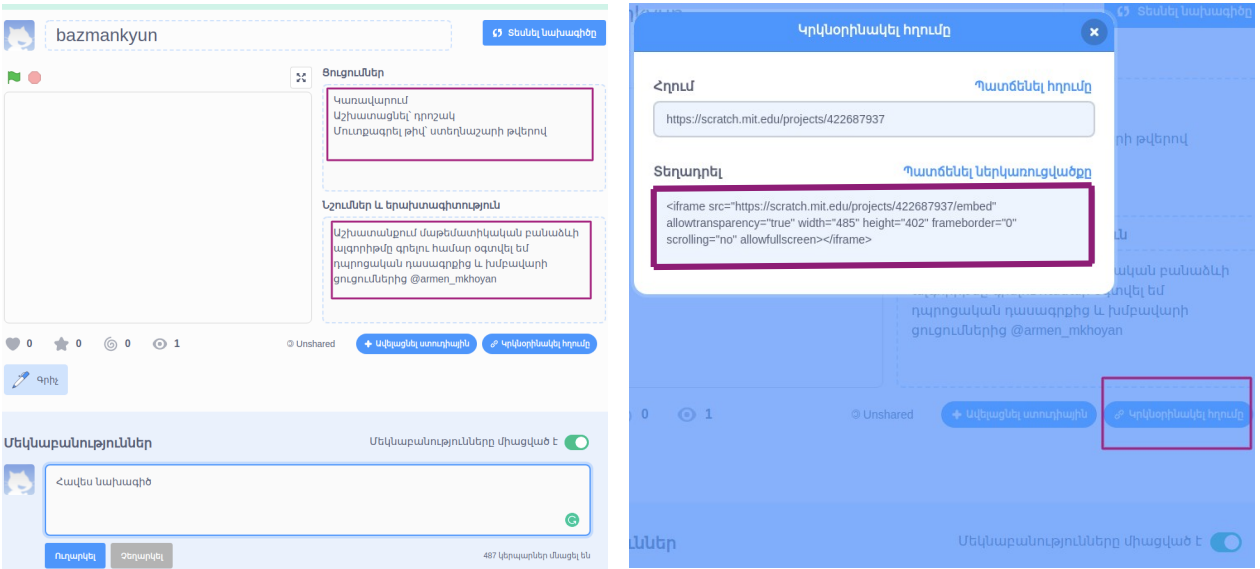 bazmankyun
Տեսնել նախագիծը
Ցուցումներ
Կառավարում
Աշխատացնել՝ դրոշակ
Մուտքագրել թիվ՝ ստեղնաշարի թվերով
Նշումներ և երախտագիտություն
Աշխատանքում մաթեմատիկական բանաձևի
ալգորիթմը գրելու համար օգտվել եմ
դպրոցական դասագրքից և խմբավարի
ցուցումներից @armen_mkhoyan
0 0 0 1
Unshared
Ավելացնել ստուդիային
Կրկնօրինակել հղումը
Գրիչ
Մեկնաբանություններ
Մեկնաբանությունները միացված է
Հավես նախագիծ
Ուղարկել
Չեղարկել
487 կերպարներ մնացել են
Տեսնել նախագիծը
Կրկնօրինակել հղումը
Հղում
Պատճենել հղումը
https://scratch.mit.edu/projects/422687937
Տեղադրել
Պատճենել ներկառուցվածքը
<iframe src="https://scratch.mit.edu/projects/422687937/embed"
allowtransparency="true" width="485" height="402" frameborder="0"
scrolling="no" allowfullscreen></iframe>
րի թվերով
ւն
ական բանաձևի
տվել եմ
դպրոցական դասագրքից և խմբավարի
ցուցումներից @armen_mkhoyan
0 1
Unshared
Ավելացնել ստուդիային
Կրկնօրինակել հղումը
ւններ
Մեկնաբանությունները միացված է